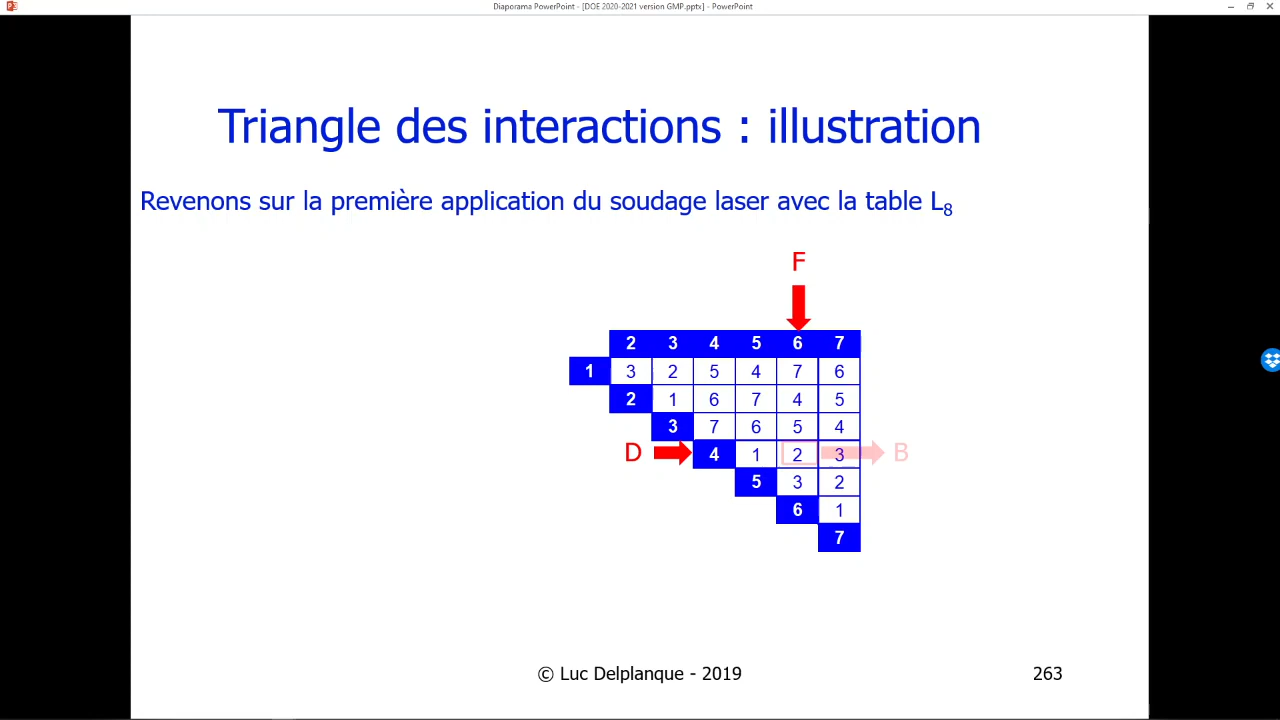 Diaporama PowerPoint - [DOE 2020-2021 version GMP.pptx] - PowerPoint
Triangle des interactions : illustration
Revenons sur la première application du soudage laser avec la table L8
F
2 3 4 5 6 7
1 3 2 5 4 7 6
2 1 6 7 4 5
3 7 6 5 4
D 4 1 2 3 B
5 3 2
6 1
7
© Luc Delplanque - 2019
263